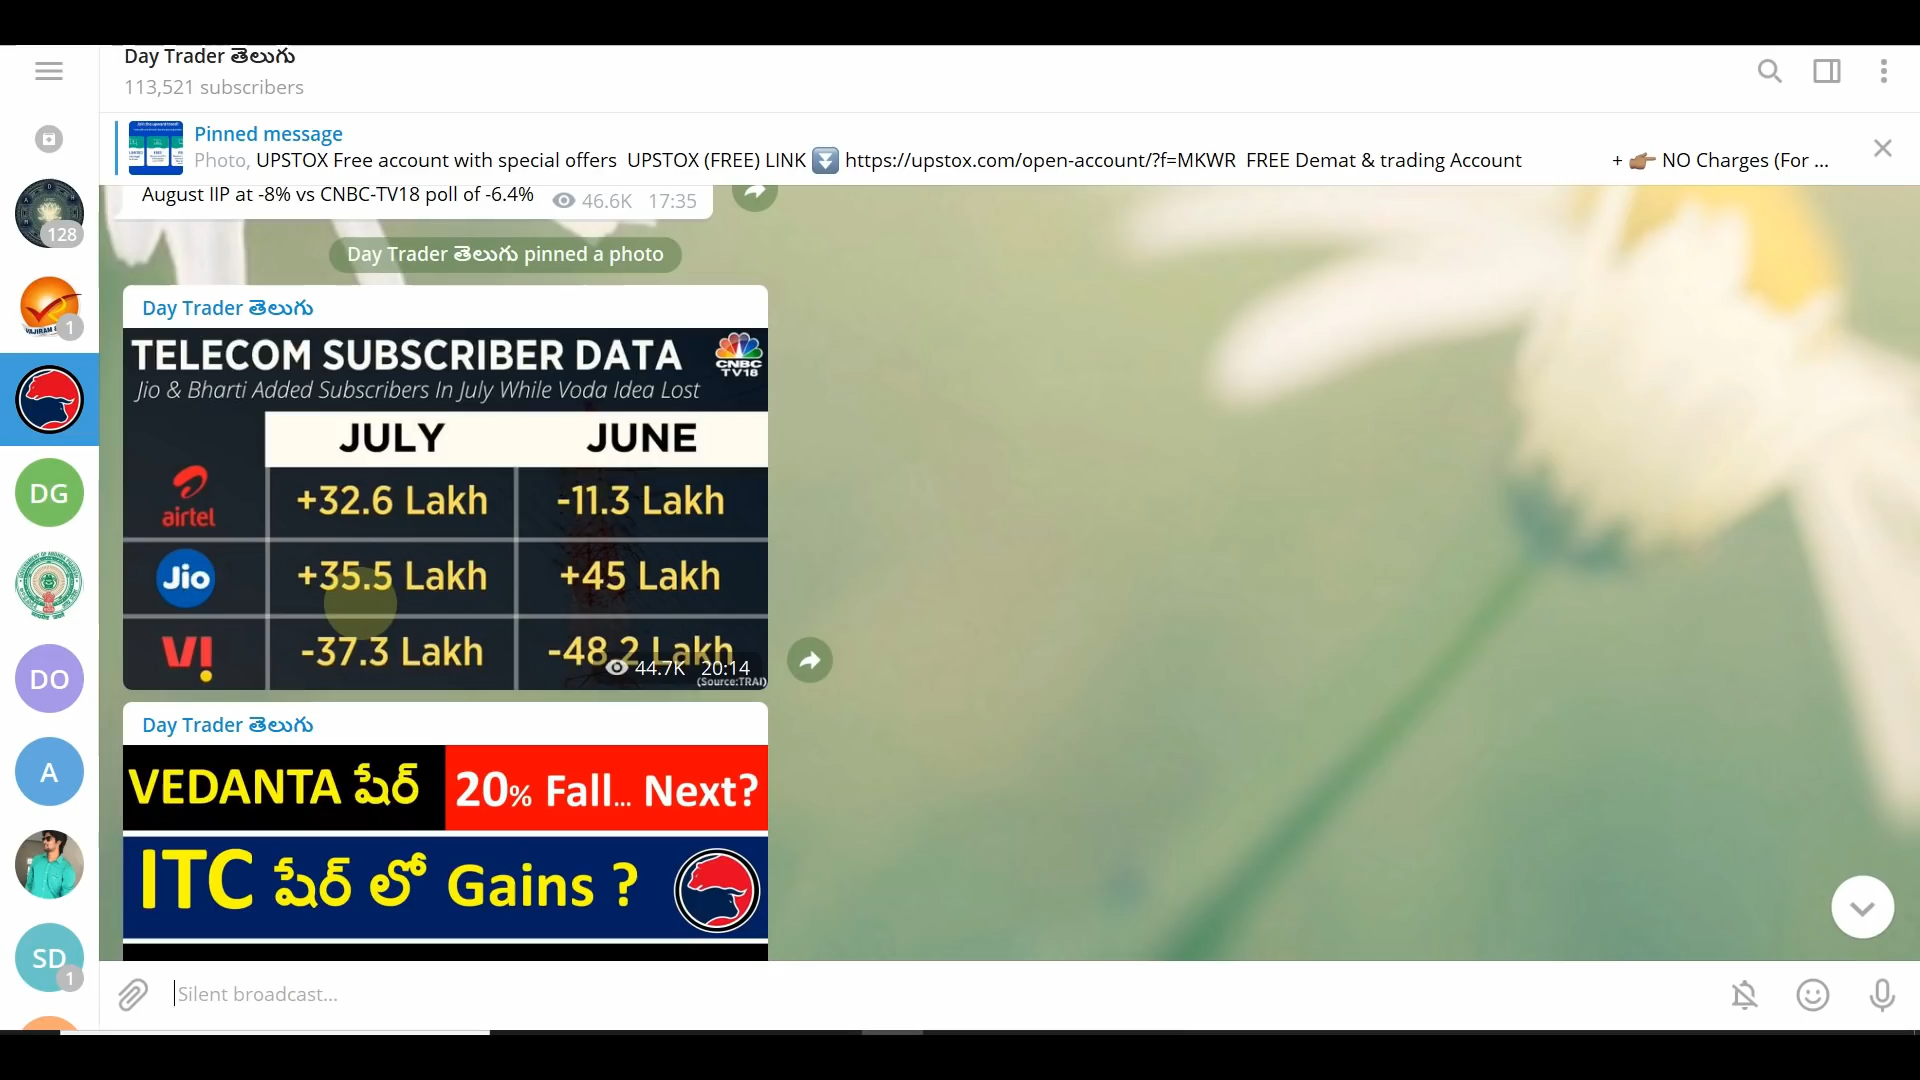 Day Trader తెలుగు
113,521 subscribers
Pinned message
Photo, UPSTOX Free account with special offers UPSTOX (FREE) LINK ⏬ https://upstox.com/open-account/?f=MKWR FREE Demat & trading Account + 👉🏽 NO Charges (For ...
August IIP at -8% vs CNBC-TV18 poll of -6.4% 46.6K 17:35
Day Trader తెలుగు pinned a photo
Day Trader తెలుగు
TELECOM SUBSCRIBER DATA
CNBC
TV18
Jio & Bharti Added Subscribers In July While Voda Idea Lost
JULY JUNE
airtel +32.6 Lakh -11.3 Lakh
Jio +35.5 Lakh +45 Lakh
VI -37.3 Lakh -48.2 Lakh
44.7K 20:14
(Source:TRAI)
Day Trader తెలుగు
VEDANTA షేర్ 20% Fall... Next?
ITC షేర్ లో Gains ?
Silent broadcast...
128
1
DG
DO
A
SD
1